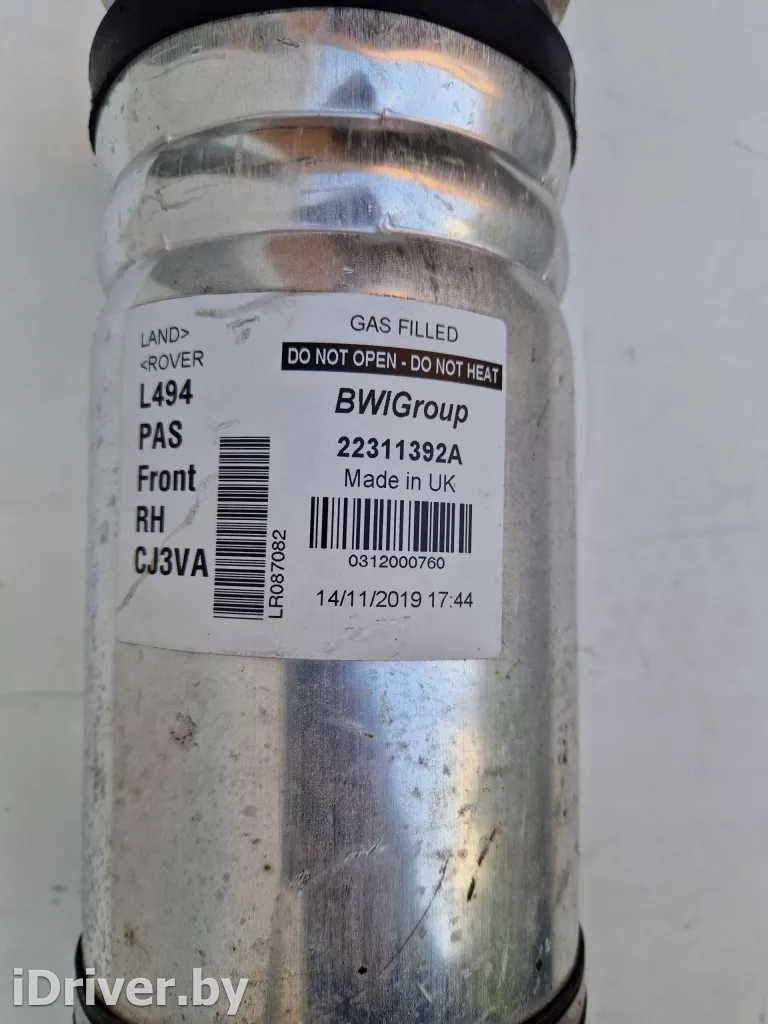 LAND>
<ROVER
L494
PAS
Front
RH
CJ3VA
LR087082
GAS FILLED
DO NOT OPEN - DO NOT HEAT
BWIGroup
22311392A
Made in UK
0312000760
14/11/2019 17:44
iDriver.by